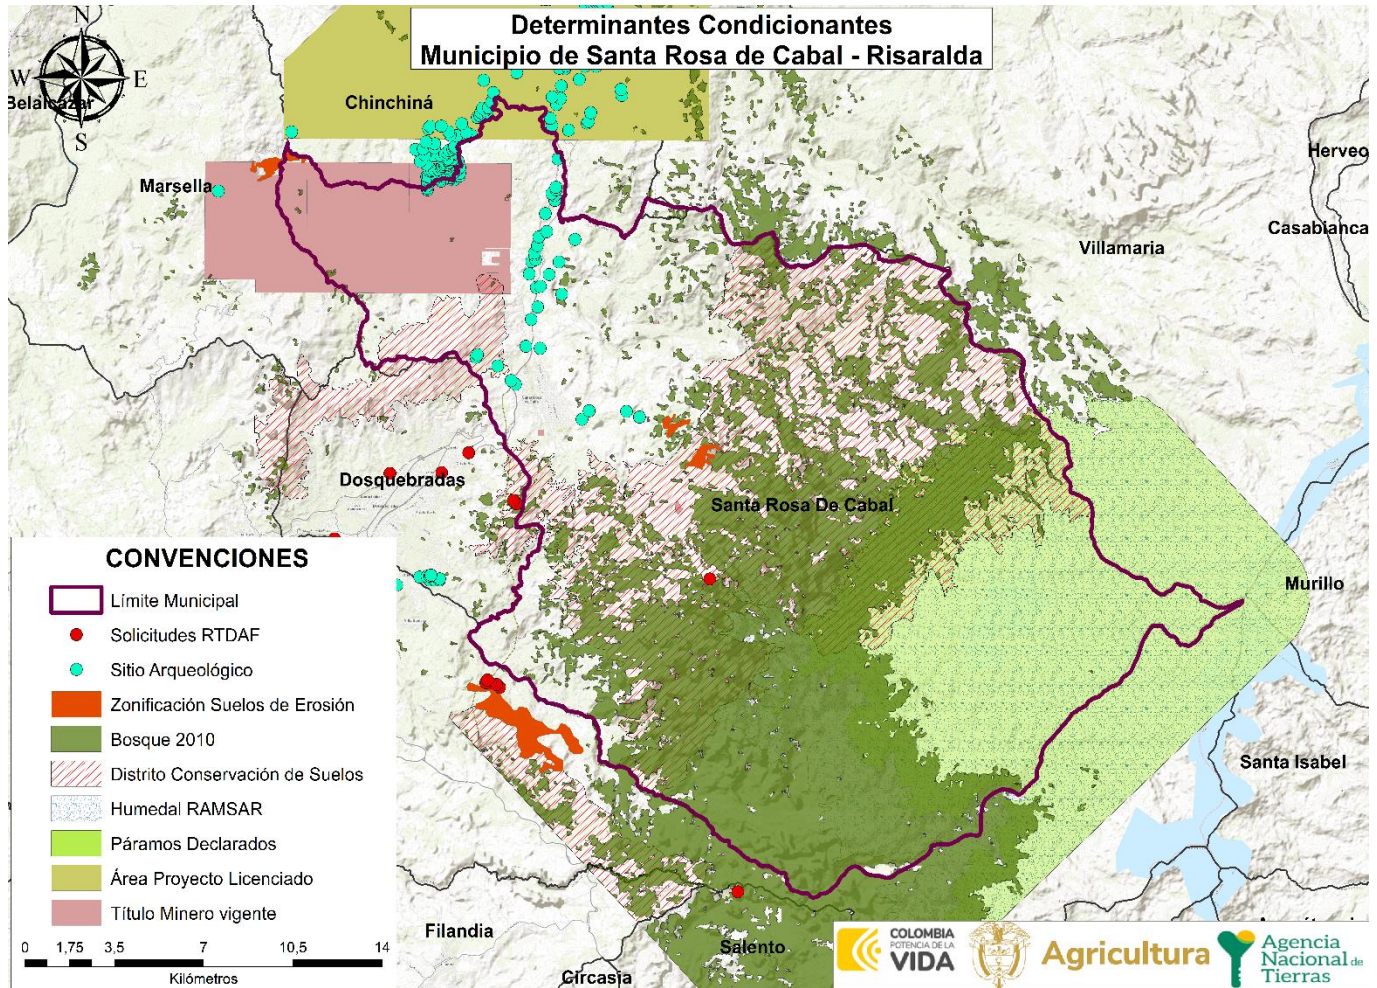 Determinantes Condicionantes
Municipio de Santa Rosa de Cabal - Risaralda
N
W
E
S
Belalcazar
Chinchiná
Herveo
Marsella
Casabianca
Villamaria
Dosquebradas
Santa Rosa De Cabal
Murillo
Santa Isabel
Filandia
Salento
Circasia
CONVENCIONES
Límite Municipal
Solicitudes RTDAF
Sitio Arqueológico
Zonificación Suelos de Erosión
Bosque 2010
Distrito Conservación de Suelos
Humedal RAMSAR
Páramos Declarados
Área Proyecto Licenciado
Título Minero vigente
0 1,75 3,5 7 10,5 14
Kilómetros
COLOMBIA
POTENCIA DE LA
VIDA
Agricultura
Agencia
Nacional de
Tierras